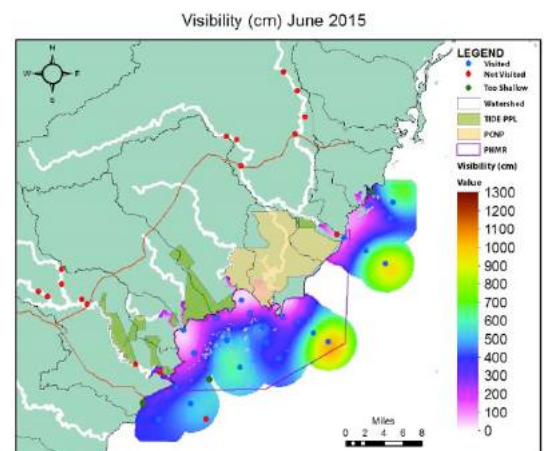 Visibility (cm) June 2015
N
W E
S
LEGEND
Visited
Not Visited
Too Shallow
Watershed
TIDE PPL
PCNP
PHMR
Visibility (cm)
Value
1300
1200
1100
1000
900
800
700
600
500
400
300
200
100
0
Miles
0 1 2 4 6 8